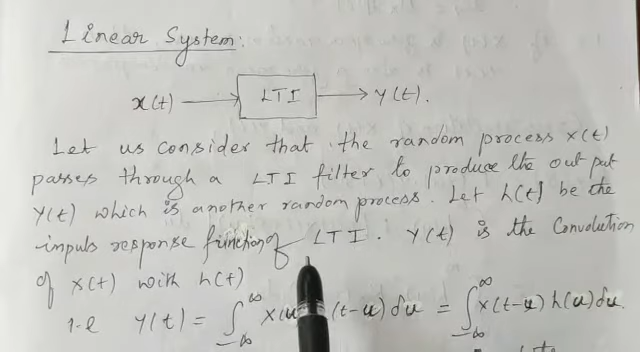 Linear System:
x(t) → LTI → Y(t).
Let us consider that the random process x(t)
passes through a LTI filter to produce the out put
Y(t) which is another random process. Let h(t) be the
impuls response function of LTI. Y(t) is the Convolution
of x(t) with h(t)
i.e Y(t) = ∫_{-∞}^{∞} x(u (t-u) du = ∫_{-∞}^{∞} x(t-u) h(u) du.